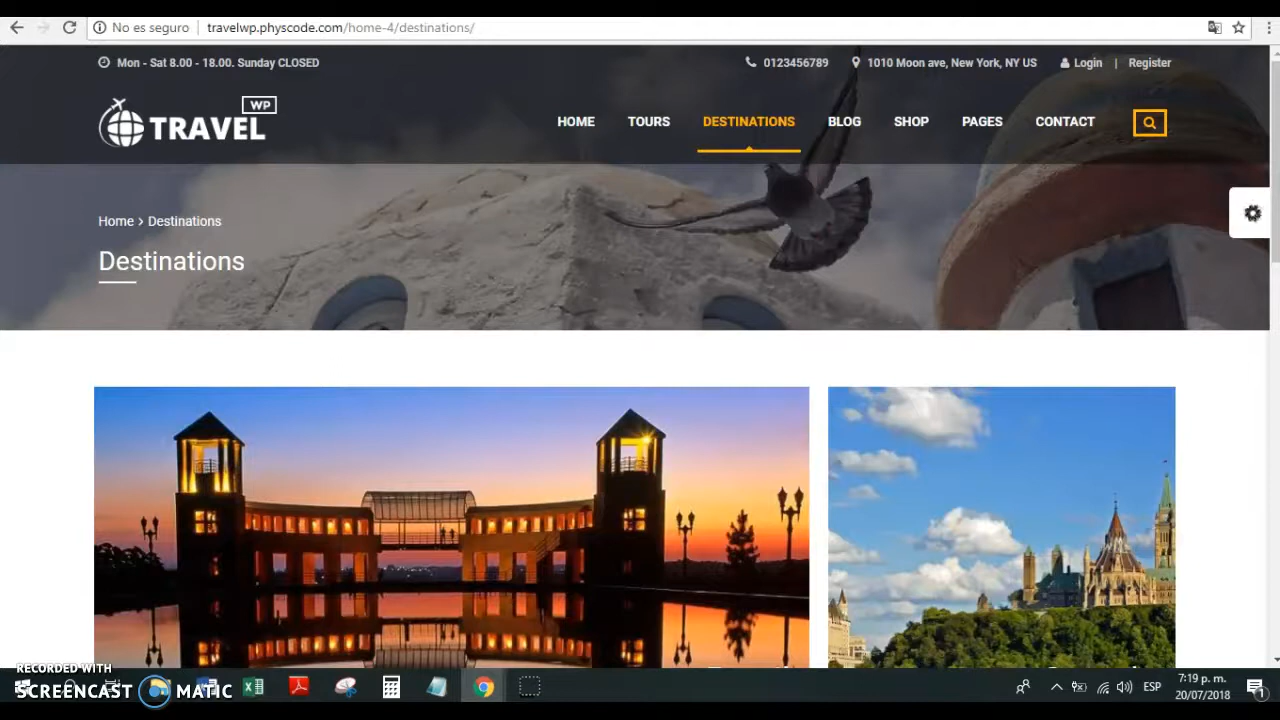 No es seguro travelwp.physcode.com/home-4/destinations/
Mon - Sat 8.00 - 18.00. Sunday CLOSED 0123456789 1010 Moon ave, New York, NY US Login | Register
TRAVEL WP
HOME TOURS DESTINATIONS BLOG SHOP PAGES CONTACT
Home > Destinations
Destinations
RECORDED WITH
SCREENCAST MATIC
ESP
7:19 p. m.
20/07/2018
1